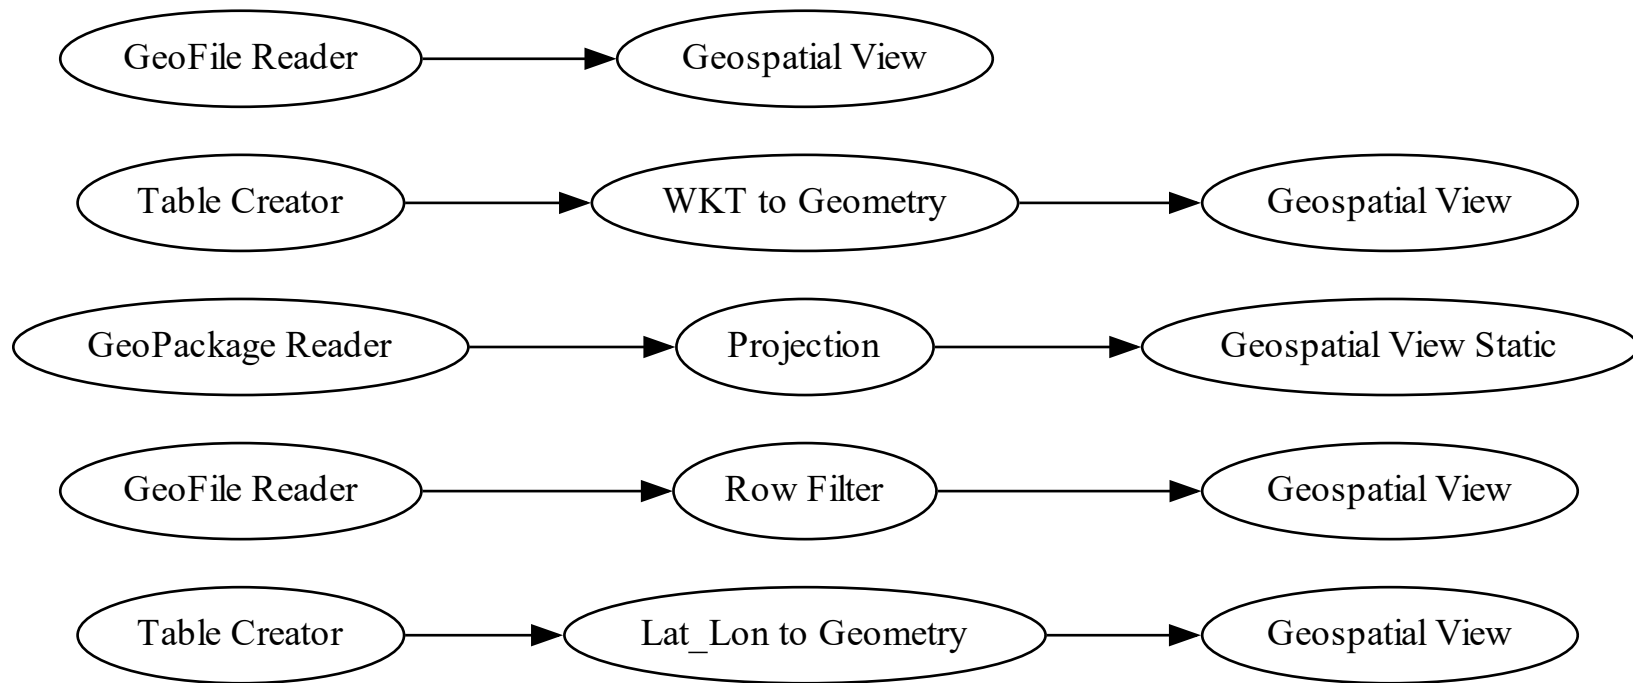 GeoFile Reader
Geospatial View
Table Creator
WKT to Geometry
Geospatial View
GeoPackage Reader
Projection
Geospatial View Static
GeoFile Reader
Row Filter
Geospatial View
Table Creator
Lat_Lon to Geometry
Geospatial View